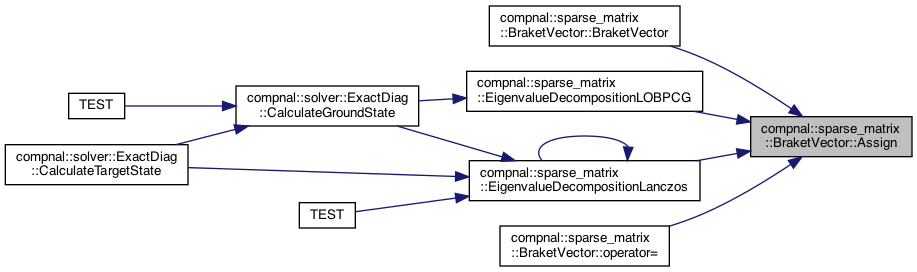 compnal::sparse_matrix
::BraketVector::BraketVector
compnal::sparse_matrix
::EigenvalueDecompositionLOBPCG
compnal::solver::ExactDiag
::CalculateGroundState
TEST
compnal::sparse_matrix
::BraketVector::Assign
compnal::solver::ExactDiag
::CalculateTargetState
compnal::sparse_matrix
::EigenvalueDecompositionLanczos
TEST
compnal::sparse_matrix
::BraketVector::operator=